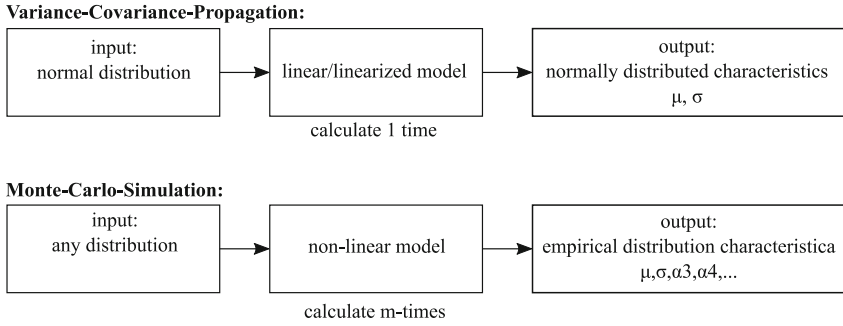 Variance-Covariance-Propagation:
input:
normal distribution
linear/linearized model
output:
normally distributed characteristics
μ, σ
calculate 1 time
Monte-Carlo-Simulation:
input:
any distribution
non-linear model
output:
empirical distribution characteristica
μ,σ,α3,α4,...
calculate m-times